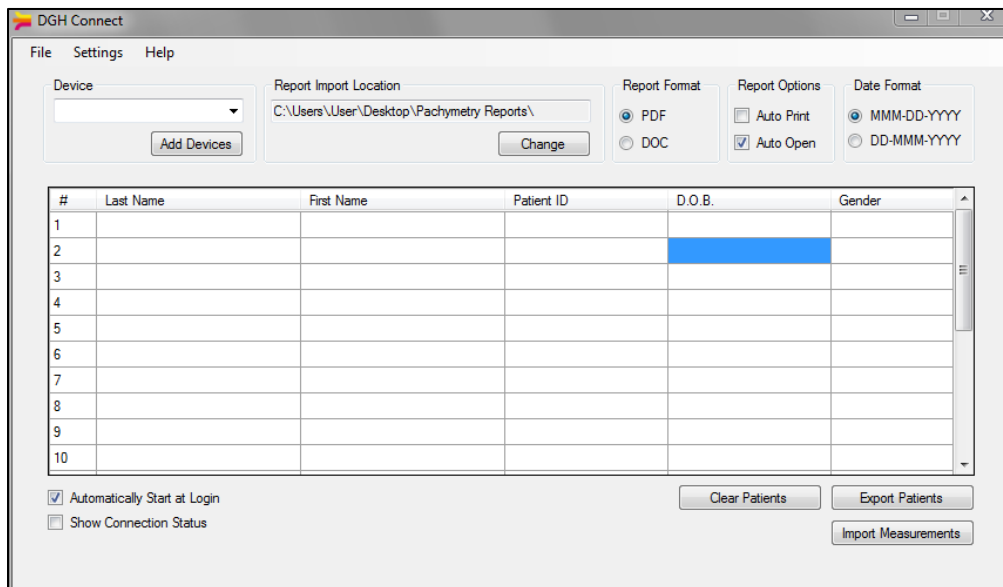 DGH Connect
File Settings Help
Device
Add Devices
Report Import Location
C:\Users\User\Desktop\Pachymetry Reports\
Change
Report Format
PDF
DOC
Report Options
Auto Print
Auto Open
Date Format
MMM-DD-YYYY
DD-MMM-YYYY
# Last Name First Name Patient ID D.O.B. Gender
1
2
3
4
5
6
7
8
9
10
Automatically Start at Login
Show Connection Status
Clear Patients Export Patients
Import Measurements